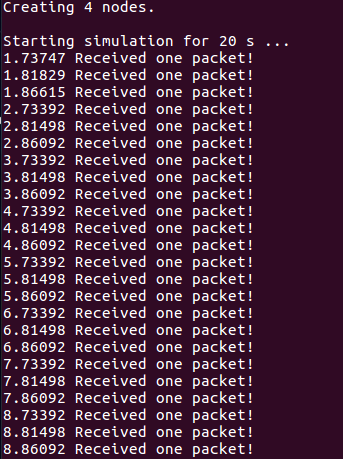 Creating 4 nodes.
Starting simulation for 20 s ...
1.73747 Received one packet!
1.81829 Received one packet!
1.86615 Received one packet!
2.73392 Received one packet!
2.81498 Received one packet!
2.86092 Received one packet!
3.73392 Received one packet!
3.81498 Received one packet!
3.86092 Received one packet!
4.73392 Received one packet!
4.81498 Received one packet!
4.86092 Received one packet!
5.73392 Received one packet!
5.81498 Received one packet!
5.86092 Received one packet!
6.73392 Received one packet!
6.81498 Received one packet!
6.86092 Received one packet!
7.73392 Received one packet!
7.81498 Received one packet!
7.86092 Received one packet!
8.73392 Received one packet!
8.81498 Received one packet!
8.86092 Received one packet!